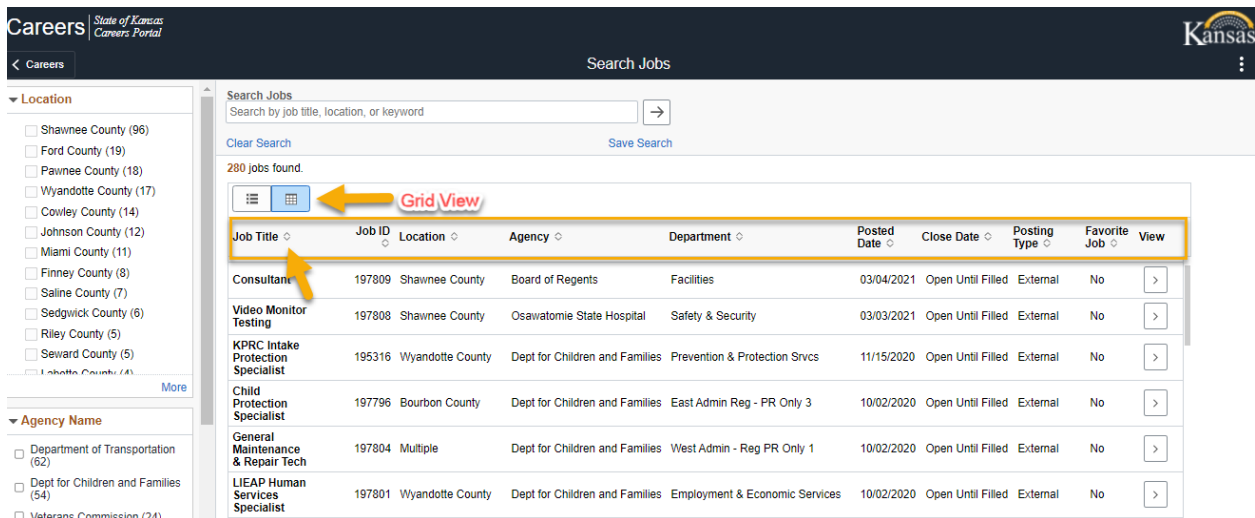 Careers State of Kansas
Careers Portal
Kansas
Careers
Search Jobs
Location
Shawnee County (96)
Ford County (19)
Pawnee County (18)
Wyandotte County (17)
Cowley County (14)
Johnson County (12)
Miami County (11)
Finney County (8)
Saline County (7)
Sedgwick County (6)
Riley County (5)
Seward County (5)
Labette County (4)
More
Agency Name
Department of Transportation
(62)
Dept for Children and Families
(54)
Veterans Commission (24)
Search Jobs
Search by job title, location, or keyword
Clear Search Save Search
280 jobs found.
Grid View
Job Title Job ID Location Agency Department Posted Date Close Date Posting Type Favorite Job View
Consultant 197809 Shawnee County Board of Regents Facilities 03/04/2021 Open Until Filled External No
Video Monitor Testing 197808 Shawnee County Osawatomie State Hospital Safety & Security 03/03/2021 Open Until Filled External No
KPRC Intake Protection Specialist 195316 Wyandotte County Dept for Children and Families Prevention & Protection Srvcs 11/15/2020 Open Until Filled External No
Child Protection Specialist 197796 Bourbon County Dept for Children and Families East Admin Reg - PR Only 3 10/02/2020 Open Until Filled External No
General Maintenance & Repair Tech 197804 Multiple Dept for Children and Families West Admin - Reg PR Only 1 10/02/2020 Open Until Filled External No
LIEAP Human Services Specialist 197801 Wyandotte County Dept for Children and Families Employment & Economic Services 10/02/2020 Open Until Filled External No